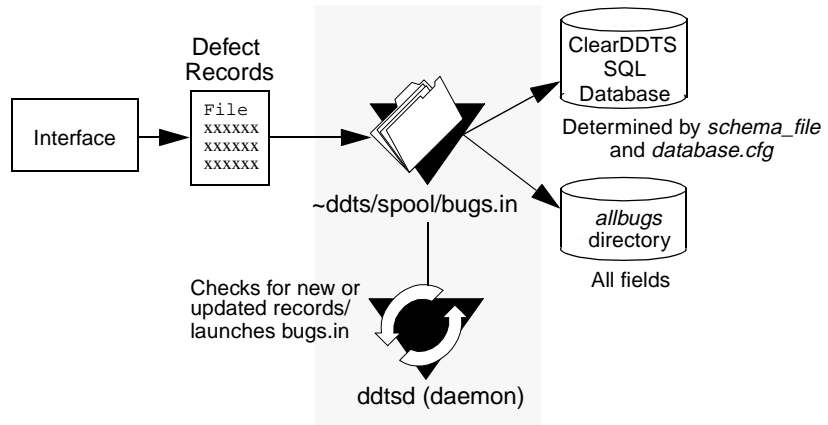 Interface
Defect
Records
File
xxxxxx
xxxxxx
xxxxxx
~ddts/spool/bugs.in
ClearDDTS
SQL
Database
Determined by schema_file
and database.cfg
allbugs
directory
All fields
Checks for new or
updated records/
launches bugs.in
ddtsd (daemon)